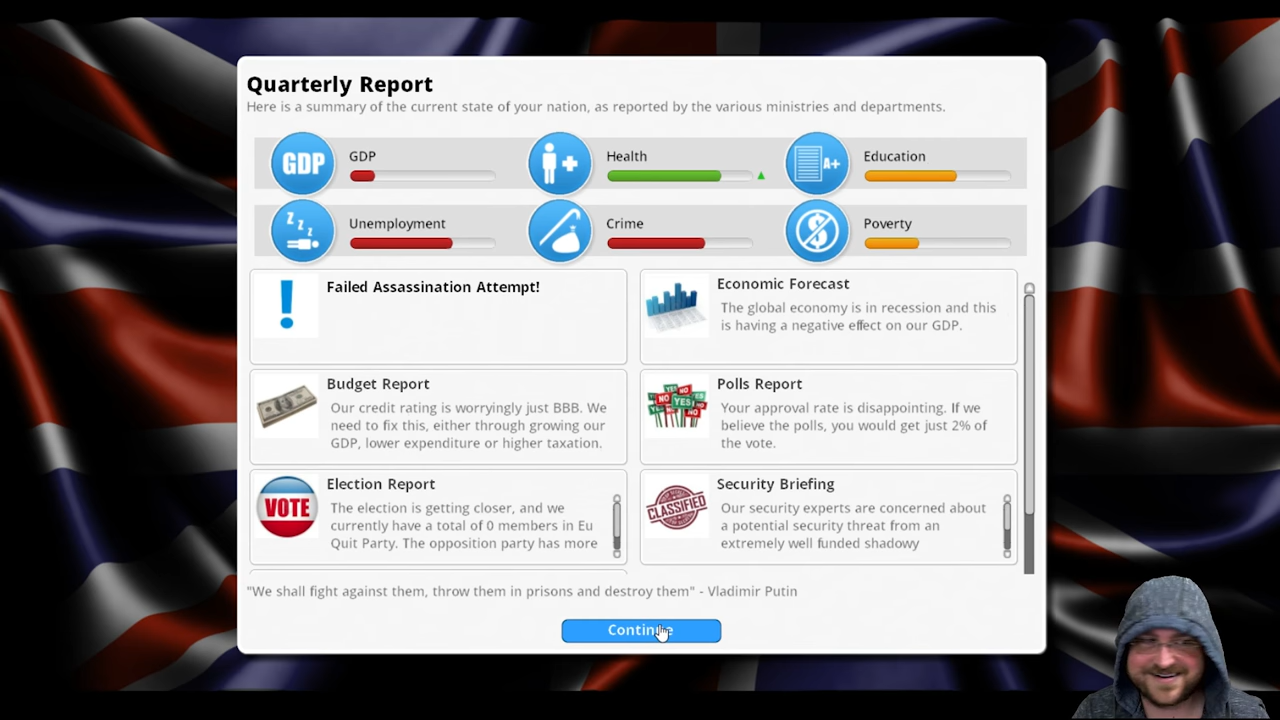 Quarterly Report
Here is a summary of the current state of your nation, as reported by the various ministries and departments.
GDP
GDP
Health
A+
Education
Z Z Z
Unemployment
Crime
$
Poverty
!
Failed Assassination Attempt!
Economic Forecast
The global economy is in recession and this
is having a negative effect on our GDP.
Budget Report
Our credit rating is worryingly just BBB. We
need to fix this, either through growing our
GDP, lower expenditure or higher taxation.
YES NO
NO YES
NO
Polls Report
Your approval rate is disappointing. If we
believe the polls, you would get just 2% of
the vote.
VOTE
Election Report
The election is getting closer, and we
currently have a total of 0 members in Eu
Quit Party. The opposition party has more
CLASSIFIED
Security Briefing
Our security experts are concerned about
a potential security threat from an
extremely well funded shadowy
"We shall fight against them, throw them in prisons and destroy them" - Vladimir Putin
Continue